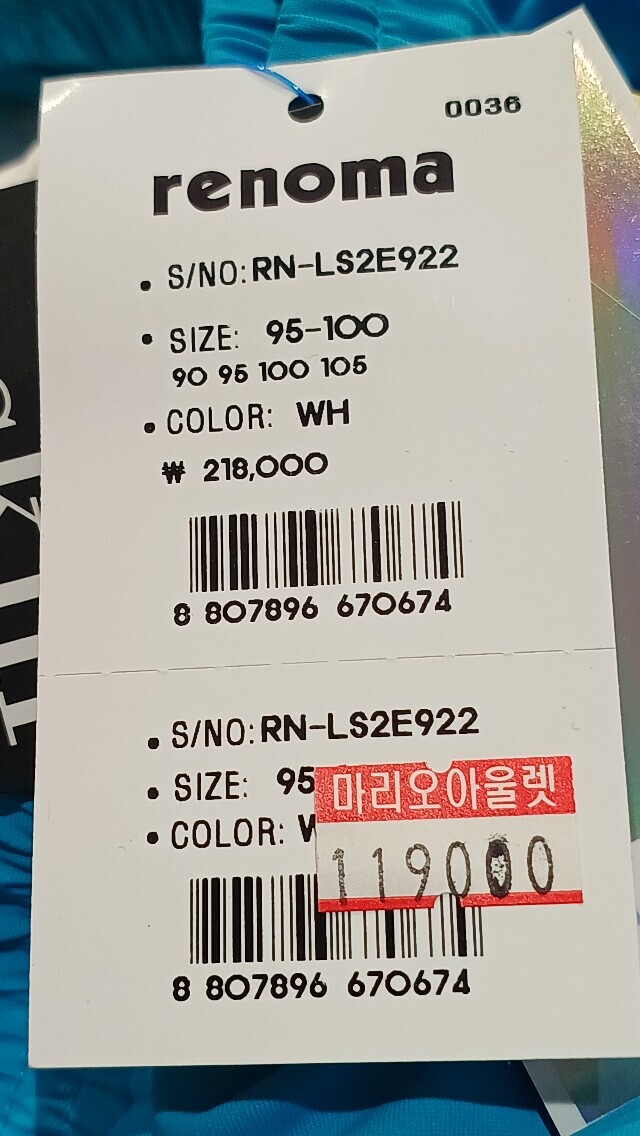 0036
renoma
• S/NO: RN-LS2E922
• SIZE: 95-100
90 95 100 105
• COLOR: WH
₩ 218,000
8 807896 670674
• S/NO: RN-LS2E922
• SIZE: 95
마리오아울렛
• COLOR:
119000
8 807896 670674